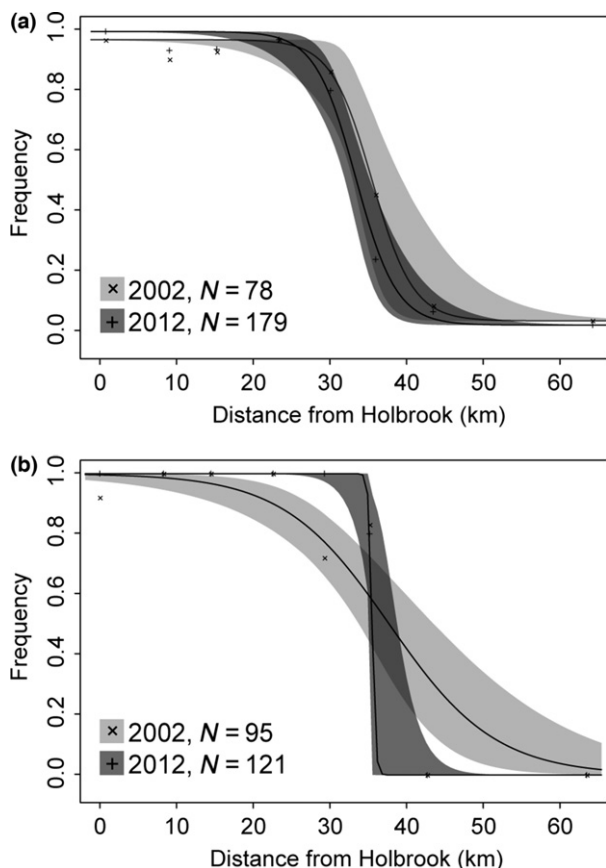 (a)
1.0
0.8
0.6
0.4
0.2
0.0
Frequency
× 2002, N = 78
+ 2012, N = 179
0 10 20 30 40 50 60
Distance from Holbrook (km)
(b)
1.0
0.8
0.6
0.4
0.2
0.0
Frequency
× 2002, N = 95
+ 2012, N = 121
0 10 20 30 40 50 60
Distance from Holbrook (km)